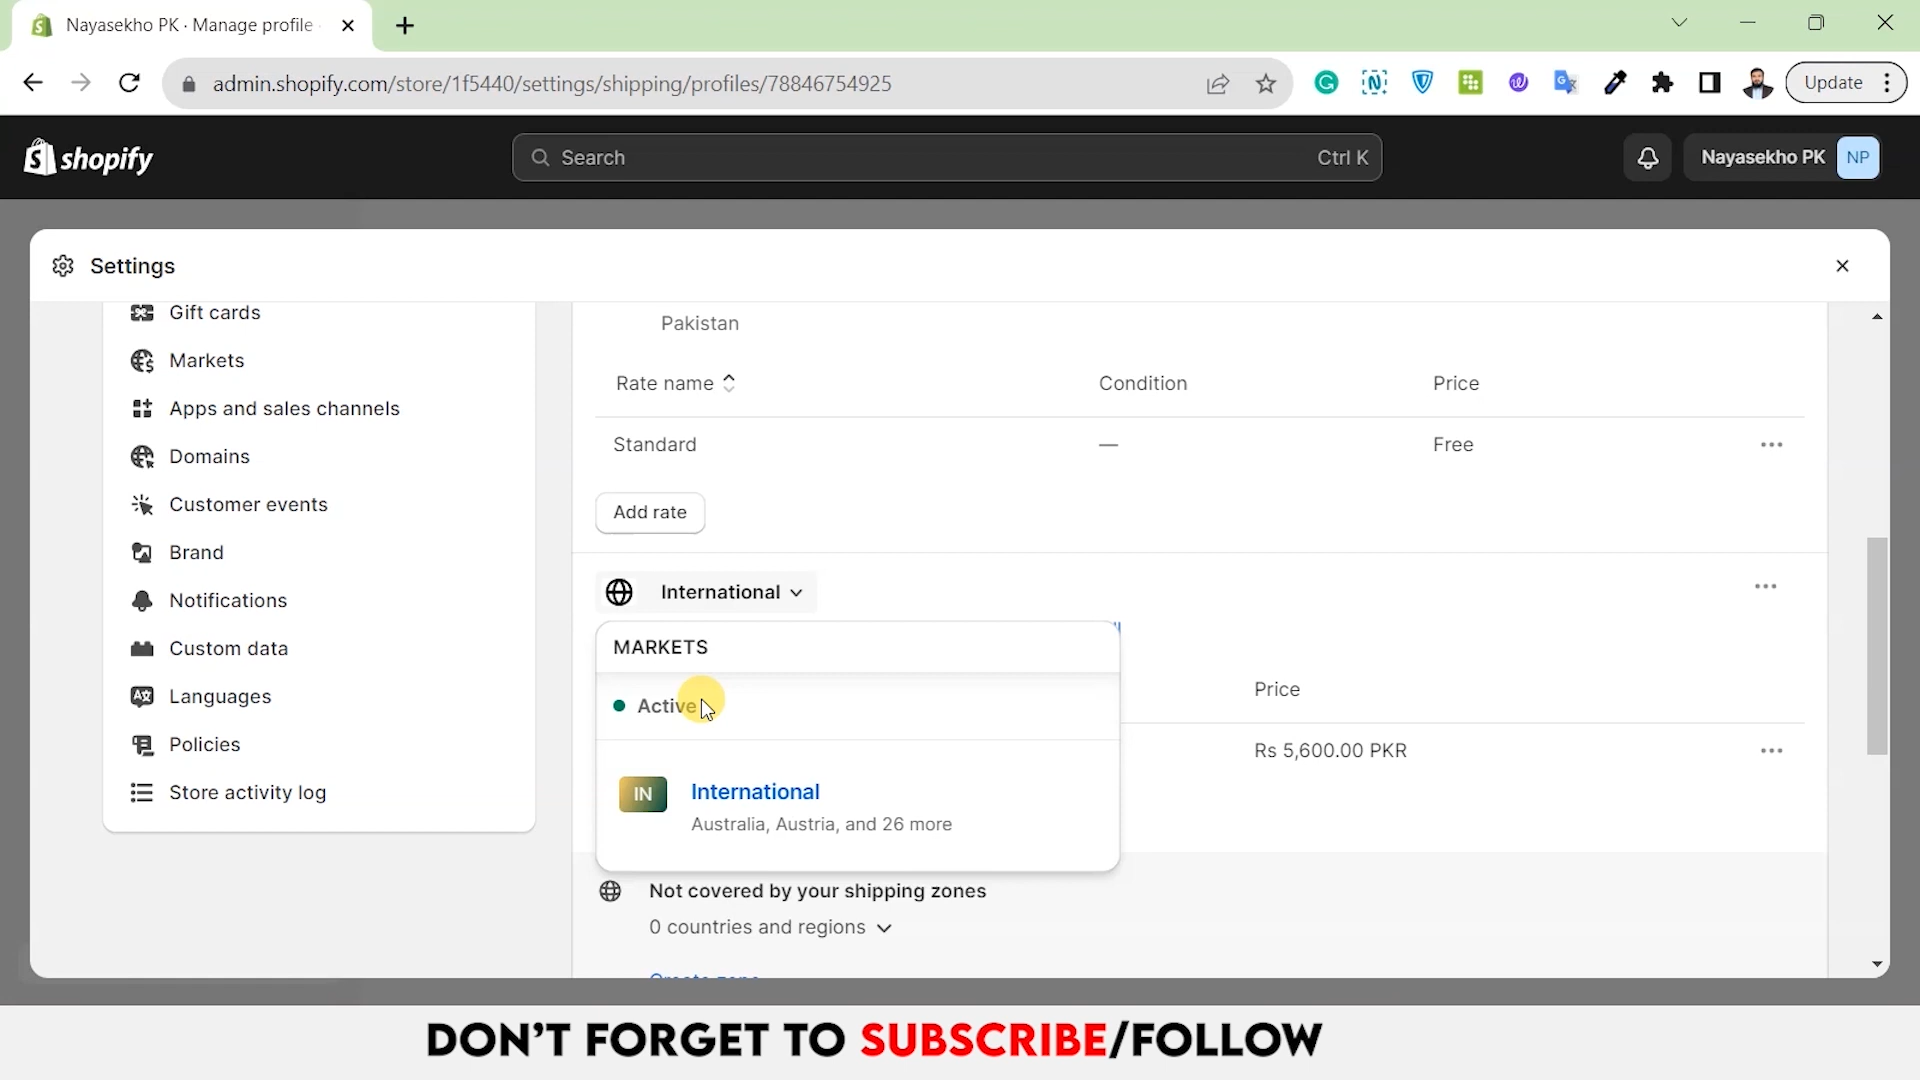 Nayasekho PK · Manage profile
admin.shopify.com/store/1f5440/settings/shipping/profiles/78846754925
Update
shopify
Search
Ctrl K
Nayasekho PK
NP
Settings
Gift cards
Markets
Apps and sales channels
Domains
Customer events
Brand
Notifications
Custom data
Languages
Policies
Store activity log
Pakistan
Rate name
Condition
Price
Standard
—
Free
Add rate
International
MARKETS
Active
Price
Rs 5,600.00 PKR
IN
International
Australia, Austria, and 26 more
Not covered by your shipping zones
0 countries and regions
Create zone
DON'T FORGET TO SUBSCRIBE/FOLLOW